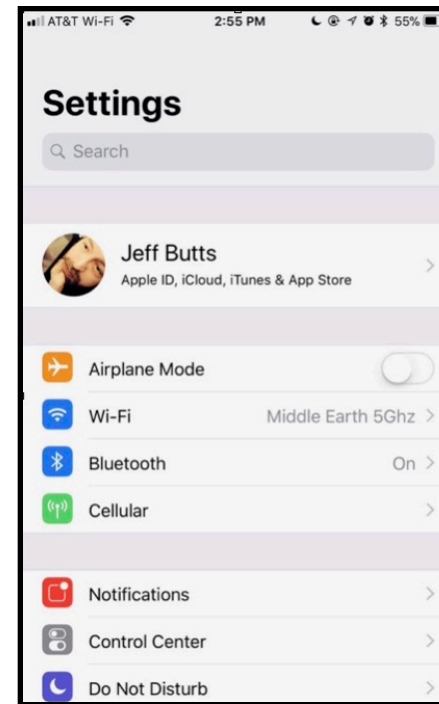 AT&T Wi-Fi 2:55 PM 55%
Settings
Search
Jeff Butts
Apple ID, iCloud, iTunes & App Store
Airplane Mode
Wi-Fi Middle Earth 5Ghz
Bluetooth On
Cellular
Notifications
Control Center
Do Not Disturb